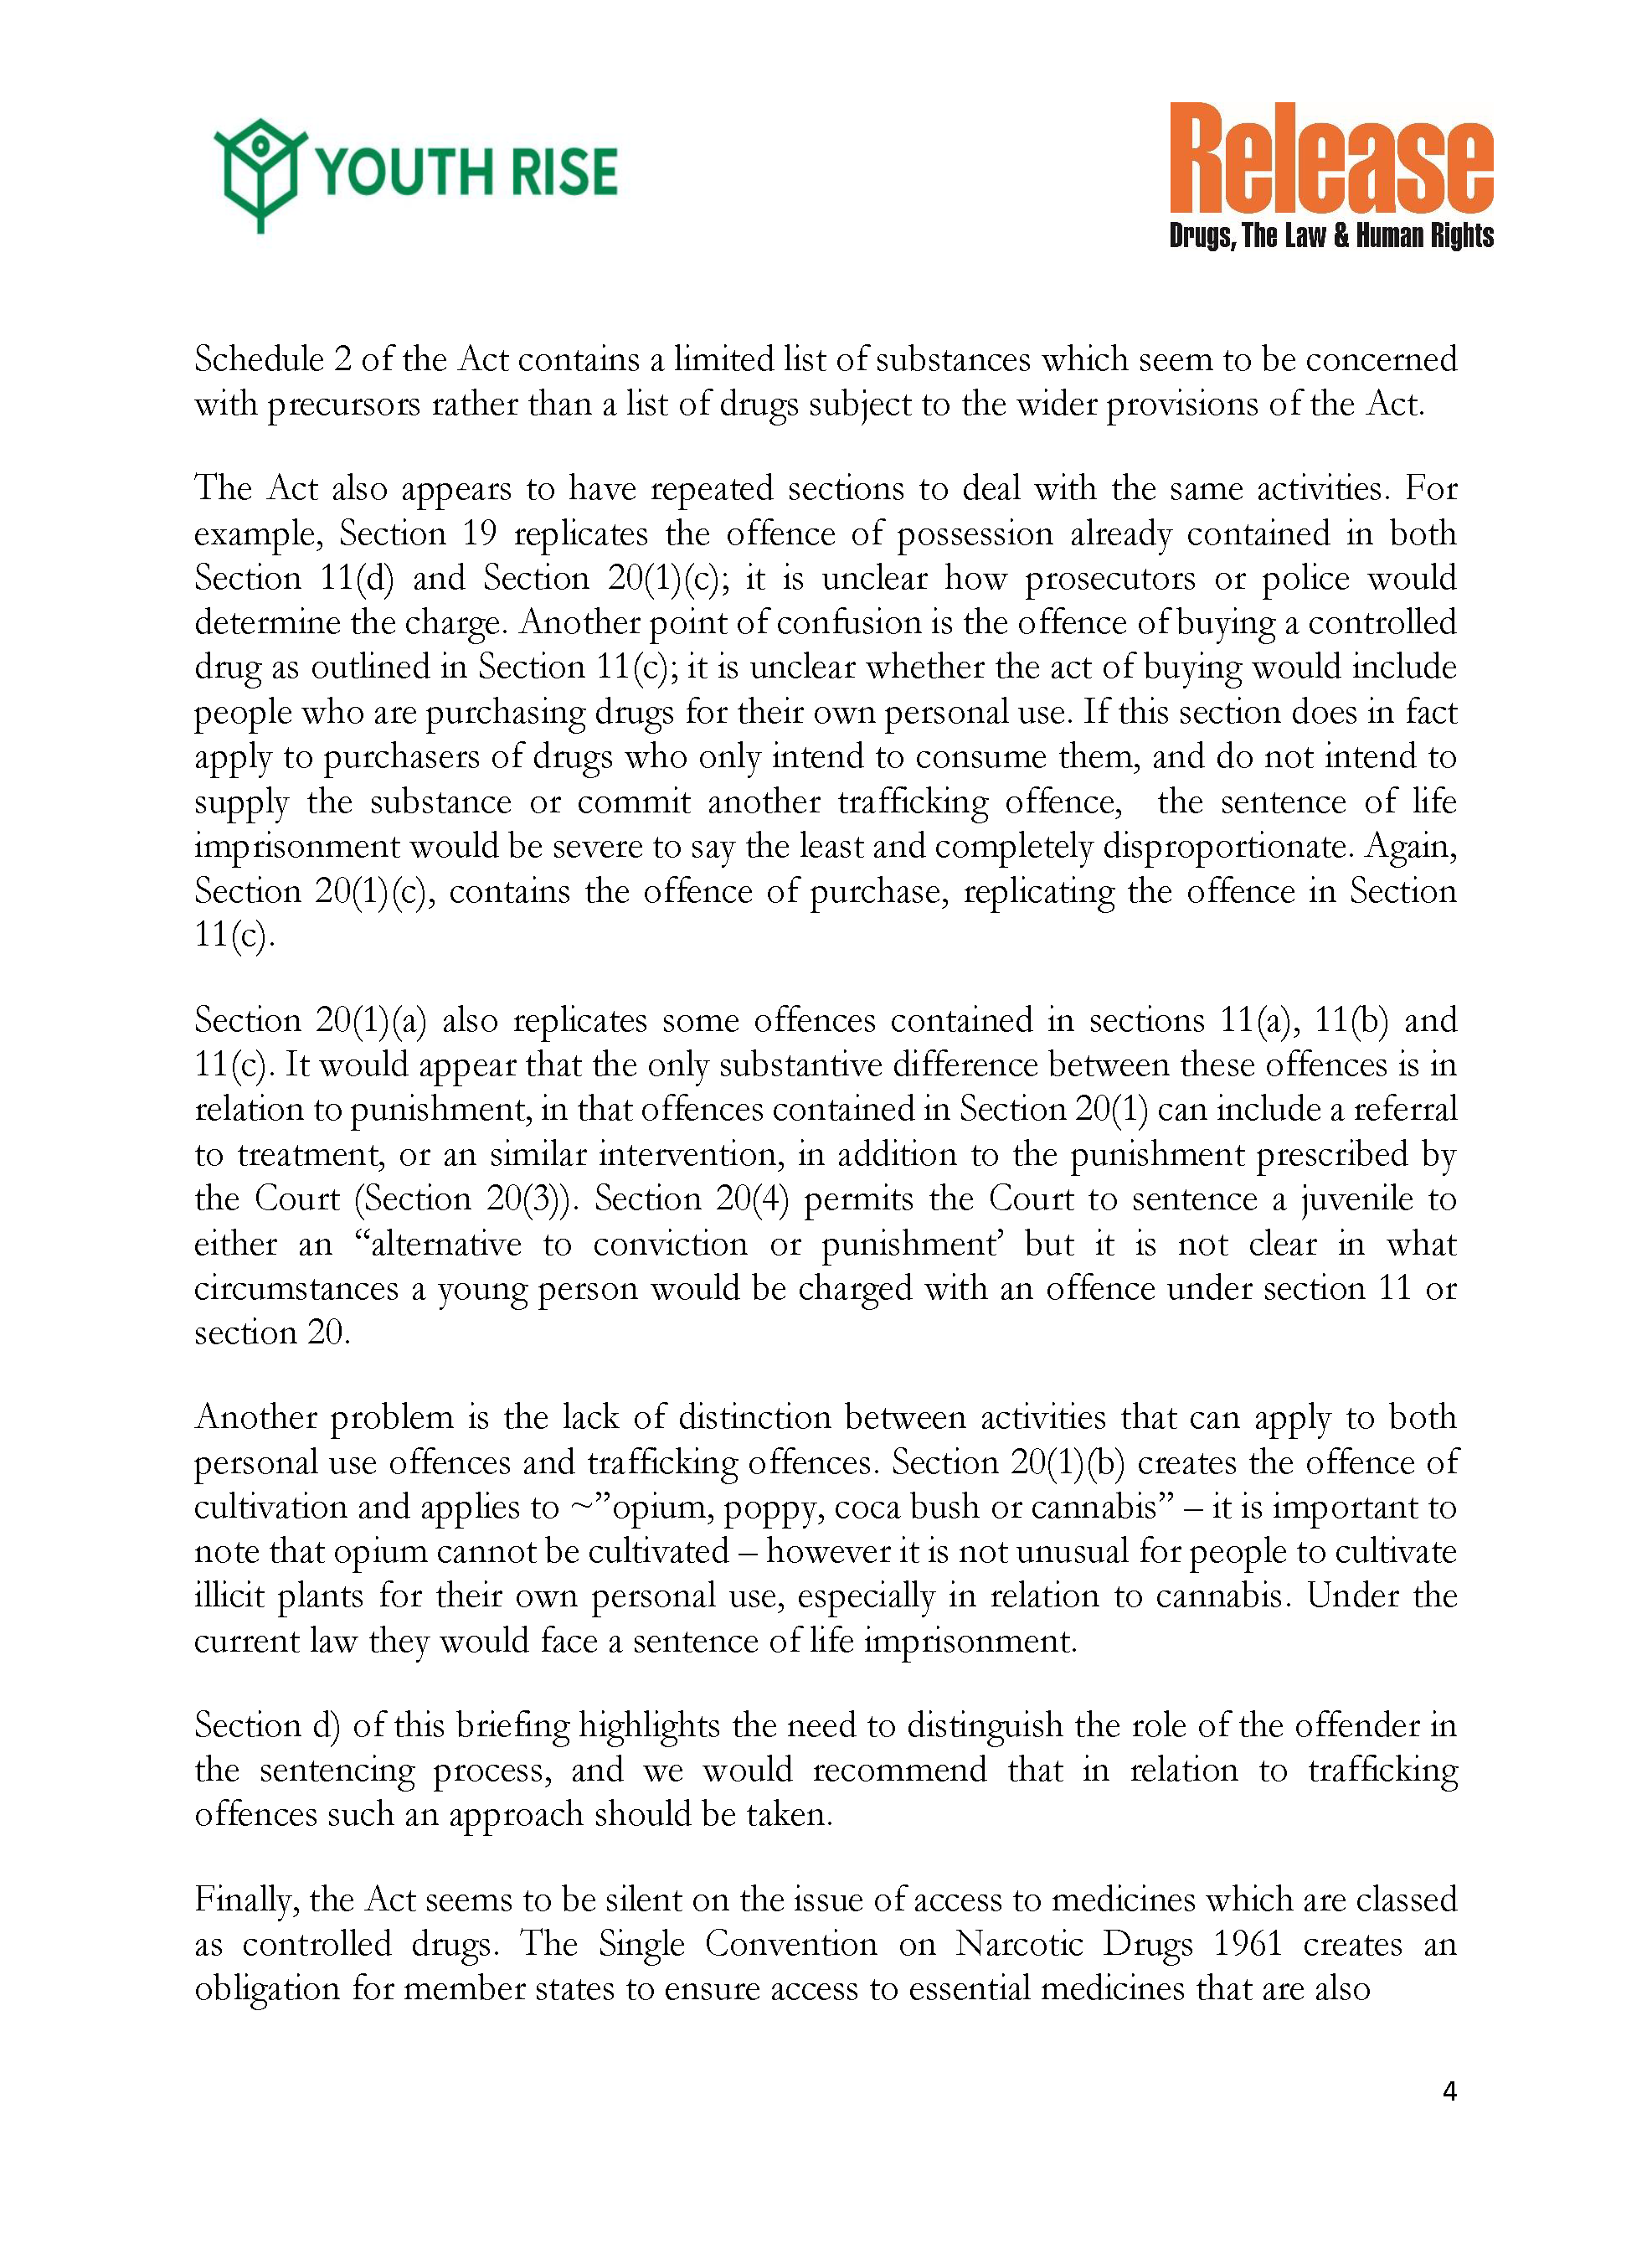 YOUTH RISE
Release
Drugs, The Law & Human Rights
Schedule 2 of the Act contains a limited list of substances which seem to be concerned
with precursors rather than a list of drugs subject to the wider provisions of the Act.
The Act also appears to have repeated sections to deal with the same activities. For
example, Section 19 replicates the offence of possession already contained in both
Section 11(d) and Section 20(1)(c); it is unclear how prosecutors or police would
determine the charge. Another point of confusion is the offence of buying a controlled
drug as outlined in Section 11(c); it is unclear whether the act of buying would include
people who are purchasing drugs for their own personal use. If this section does in fact
apply to purchasers of drugs who only intend to consume them, and do not intend to
supply the substance or commit another trafficking offence, the sentence of life
imprisonment would be severe to say the least and completely disproportionate. Again,
Section 20(1)(c), contains the offence of purchase, replicating the offence in Section
11(c).
Section 20(1)(a) also replicates some offences contained in sections 11(a), 11(b) and
11(c). It would appear that the only substantive difference between these offences is in
relation to punishment, in that offences contained in Section 20(1) can include a referral
to treatment, or an similar intervention, in addition to the punishment prescribed by
the Court (Section 20(3)). Section 20(4) permits the Court to sentence a juvenile to
either an “alternative to conviction or punishment’ but it is not clear in what
circumstances a young person would be charged with an offence under section 11 or
section 20.
Another problem is the lack of distinction between activities that can apply to both
personal use offences and trafficking offences. Section 20(1)(b) creates the offence of
cultivation and applies to ~”opium, poppy, coca bush or cannabis” – it is important to
note that opium cannot be cultivated – however it is not unusual for people to cultivate
illicit plants for their own personal use, especially in relation to cannabis. Under the
current law they would face a sentence of life imprisonment.
Section d) of this briefing highlights the need to distinguish the role of the offender in
the sentencing process, and we would recommend that in relation to trafficking
offences such an approach should be taken.
Finally, the Act seems to be silent on the issue of access to medicines which are classed
as controlled drugs. The Single Convention on Narcotic Drugs 1961 creates an
obligation for member states to ensure access to essential medicines that are also
4